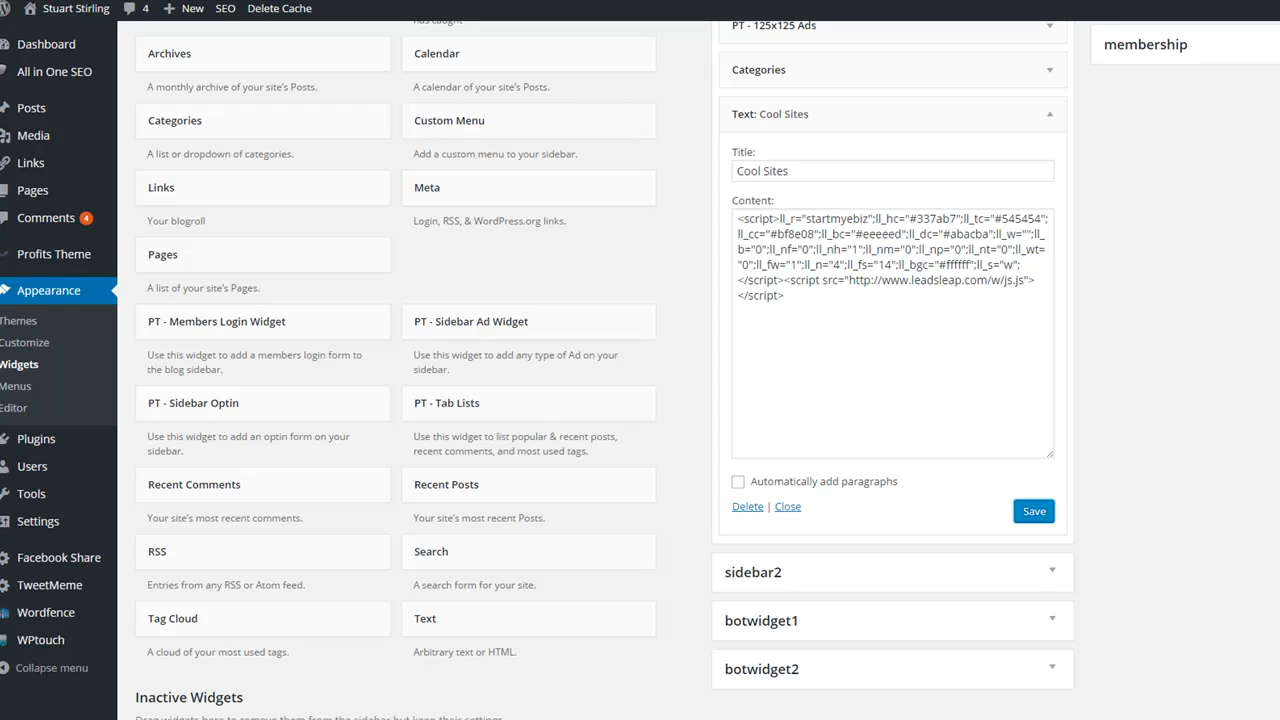 Stuart Stirling 4 New SEO Delete Cache
Dashboard
All in One SEO
Posts
Media
Links
Pages
Comments 4
Profits Theme
Appearance
Themes
Customize
Widgets
Menus
Editor
Plugins
Users
Tools
Settings
Facebook Share
TweetMeme
Wordfence
WPtouch
Collapse menu
Archives
A monthly archive of your site's Posts.
Calendar
A calendar of your site's Posts.
Categories
A list or dropdown of categories.
Custom Menu
Add a custom menu to your sidebar.
Links
Your blogroll
Meta
Login, RSS, & WordPress.org links.
Pages
A list of your site's Pages.
PT - Members Login Widget
Use this widget to add a members login form to
the blog sidebar.
PT - Sidebar Ad Widget
Use this widget to add any type of Ad on your
sidebar.
PT - Sidebar Optin
Use this widget to add an optin form on your
sidebar.
PT - Tab Lists
Use this widget to list popular & recent posts,
recent comments, and most used tags.
Recent Comments
Your site's most recent comments.
Recent Posts
Your site's most recent Posts.
RSS
Entries from any RSS or Atom feed.
Search
A search form for your site.
Tag Cloud
A cloud of your most used tags.
Text
Arbitrary text or HTML.
Inactive Widgets
Drag widgets here to remove them from the sidebar but keep their settings.
PT - 125x125 Ads
Categories
Text: Cool Sites
Title:
Cool Sites
Content:
<script>ll_r="startmyebiz";ll_hc="#337ab7";ll_tc="#545454";
ll_cc="#bf8e08";ll_bc="#eeeeed";ll_dc="#abacba";ll_w="";ll_
b="0";ll_nf="0";ll_nh="1";ll_nm="0";ll_np="0";ll_nt="0";ll_wt=
"0";ll_fw="1";ll_n="4";ll_fs="14";ll_bgc="#ffffff";ll_s="w";
</script><script src="http://www.leadsleap.com/w/js.js">
</script>
Automatically add paragraphs
Delete | Close
Save
sidebar2
botwidget1
botwidget2
membership